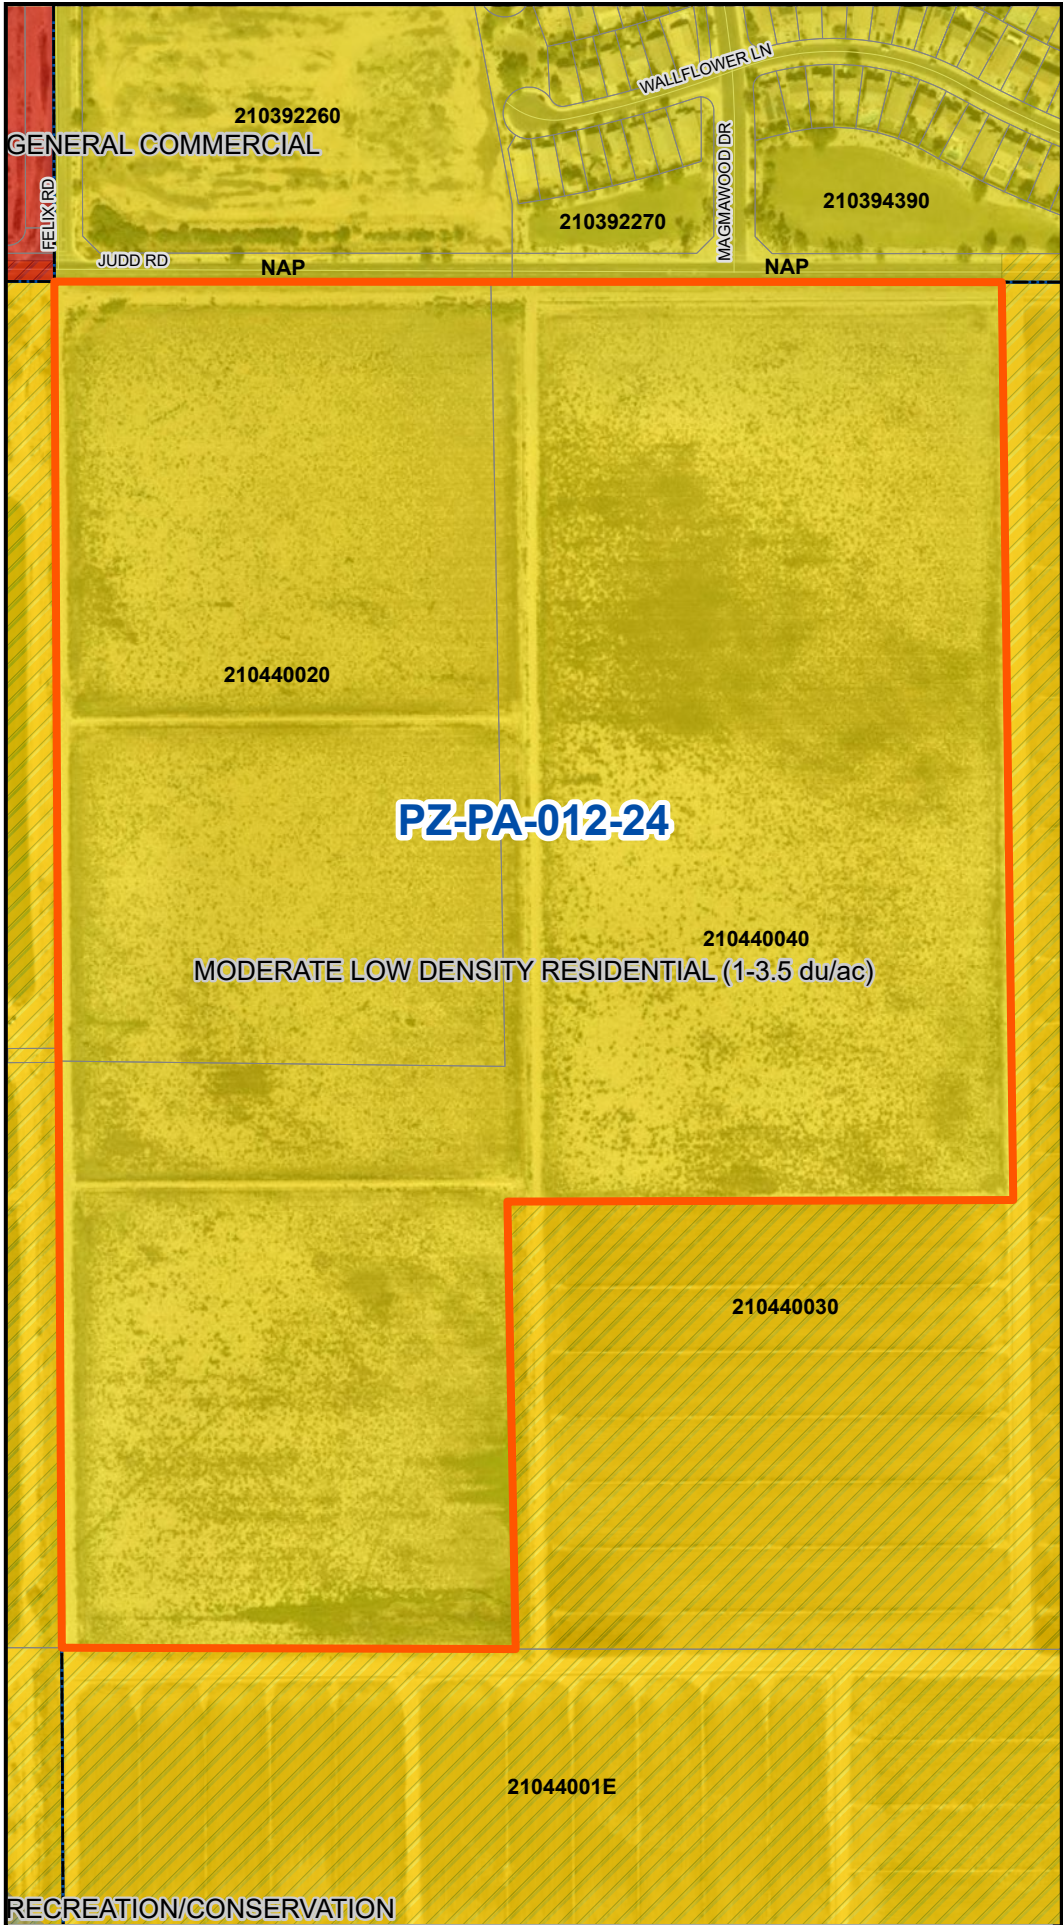 WALLFLOWER LN
210392260
GENERAL COMMERCIAL
MAGMAWOOD DR
FELIX RD
210394390
210392270
JUDD RD
NAP
NAP
210440020
PZ-PA-012-24
210440040
MODERATE LOW DENSITY RESIDENTIAL (1-3.5 du/ac)
210440030
21044001E
RECREATION/CONSERVATION